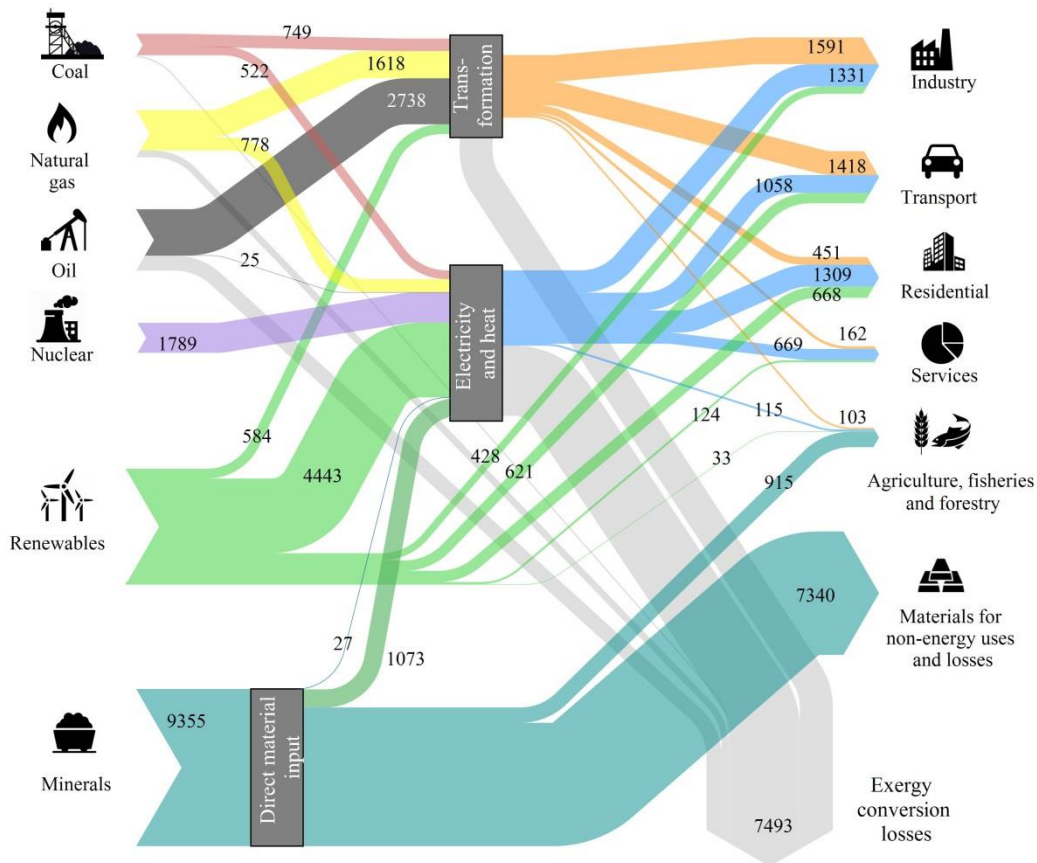 749
Coal
522
1618
Trans-
formation
1591
1331
Industry
2738
Natural
gas
778
1418
1058
Transport
Oil
25
451
1309
668
Residential
Nuclear
1789
Electricity
and heat
162
669
Services
584
4443
428
621
124
115
33
103
915
Agriculture, fisheries
and forestry
Renewables
27
1073
7340
Materials for
non-energy uses
and losses
9355
Minerals
Direct material
input
7493
Exergy
conversion
losses